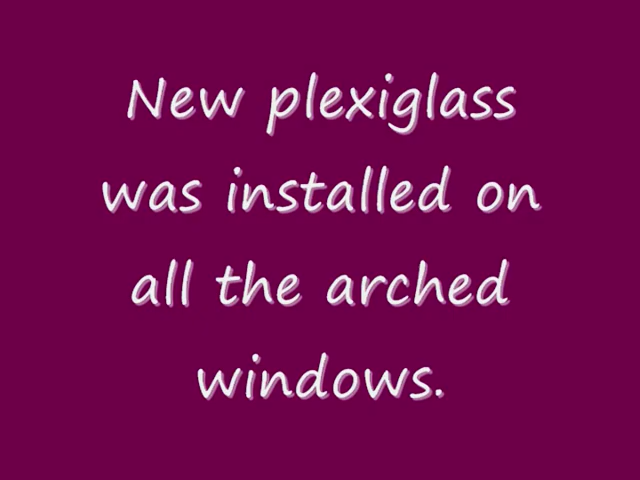 New plexiglass
was installed on
all the arched
windows.